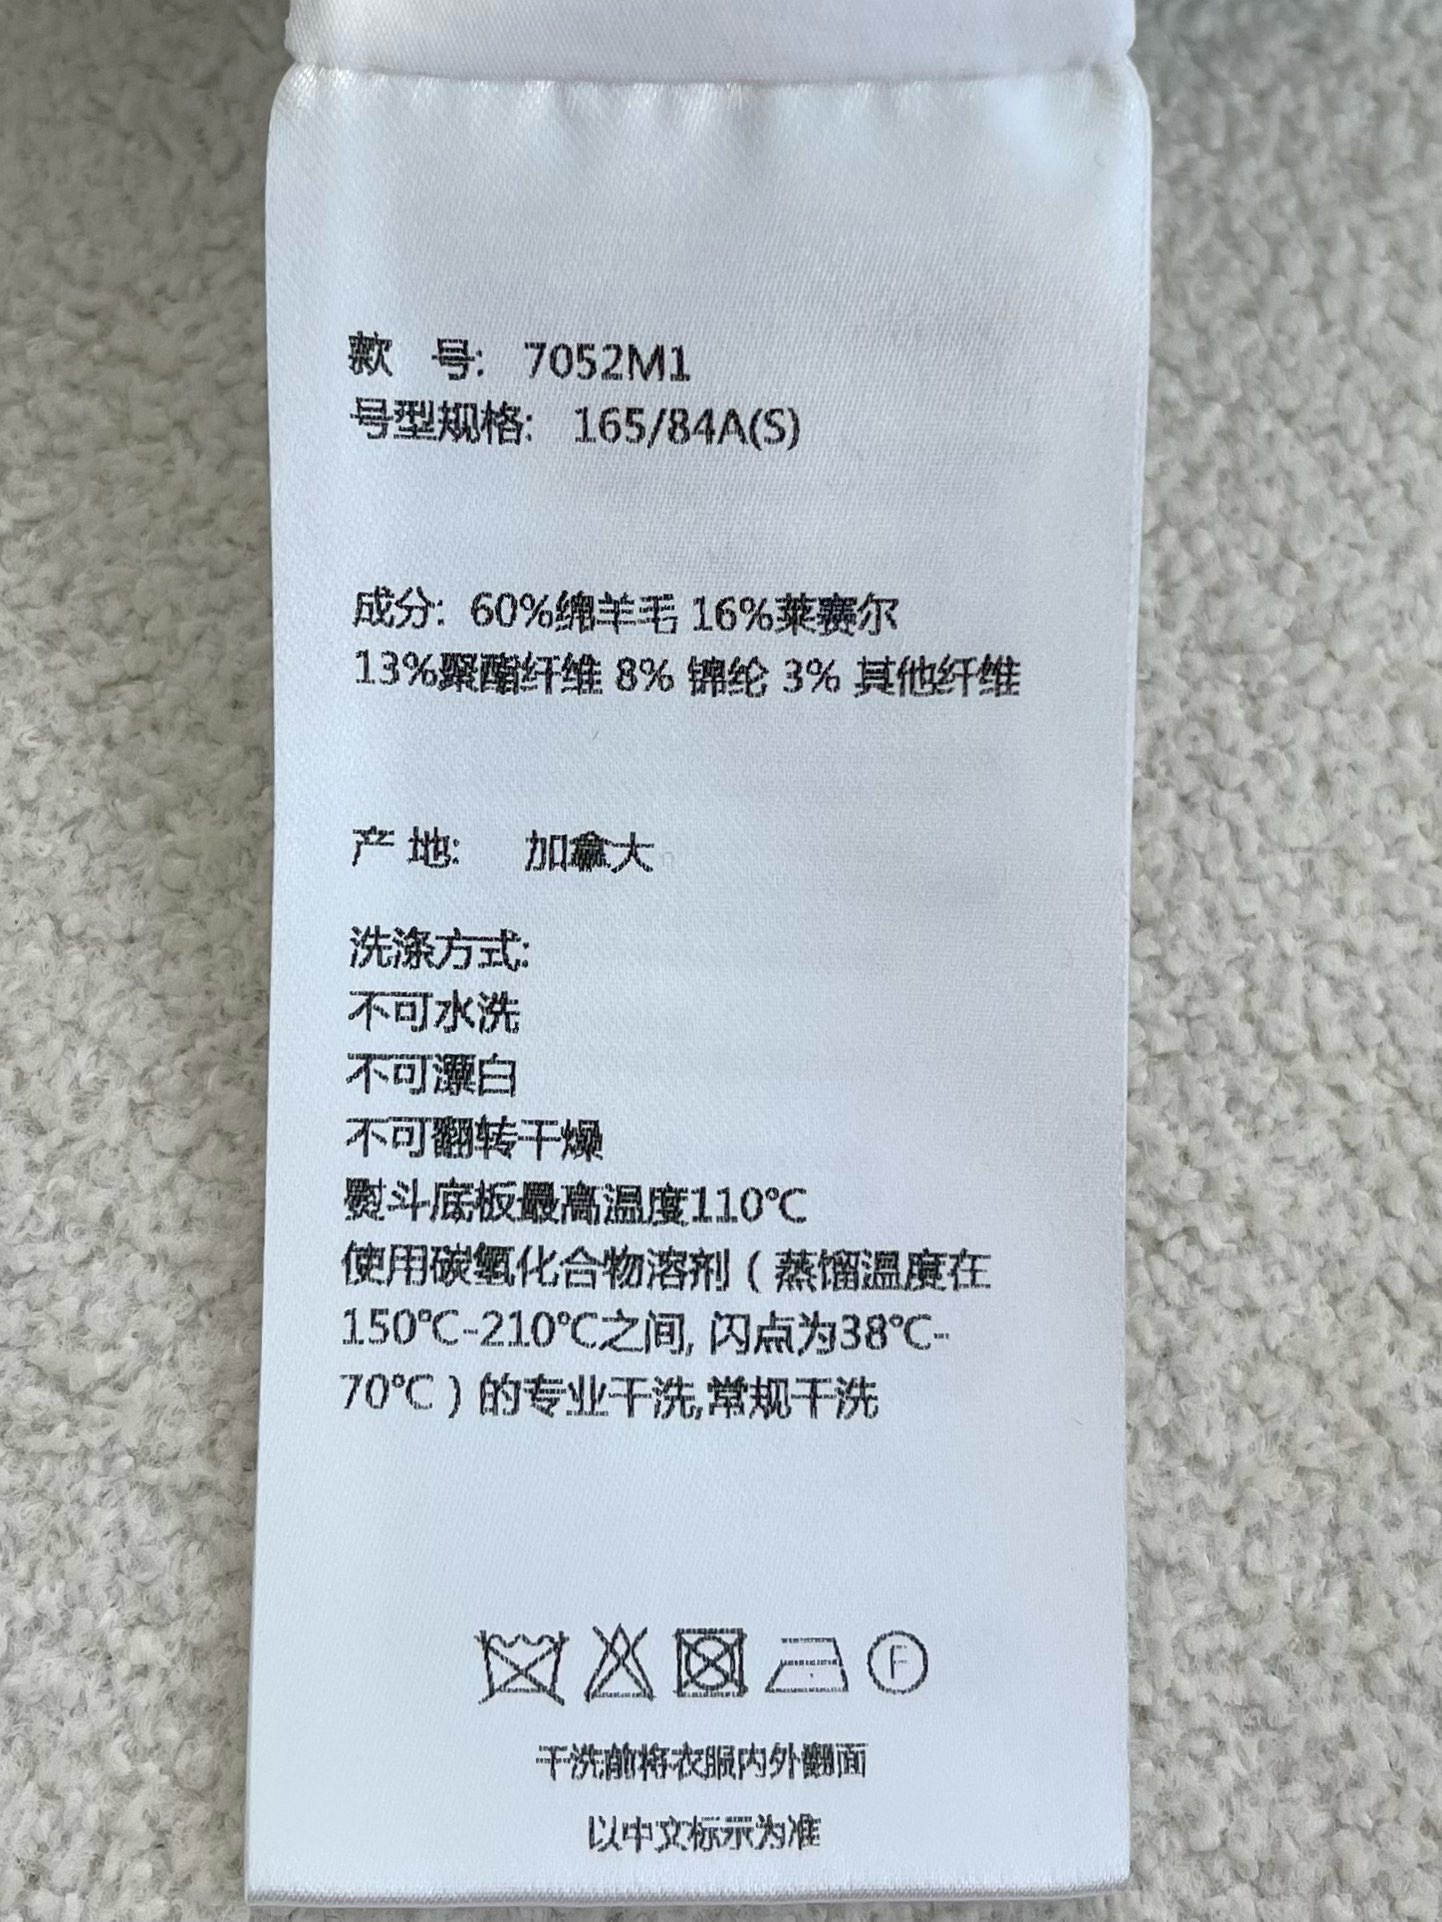 款 号: 7052M1
号型规格: 165/84A(S)
成分: 60%绵羊毛 16%莱赛尔
13%聚酯纤维 8% 锦纶 3% 其他纤维
产 地: 加拿大
洗涤方式:
不可水洗
不可漂白
不可翻转干燥
熨斗底板最高温度110℃
使用碳氢化合物溶剂（蒸馏温度在
150℃-210℃之间, 闪点为38℃-
70℃）的专业干洗,常规干洗
F
干洗前将衣服内外翻面
以中文标示为准